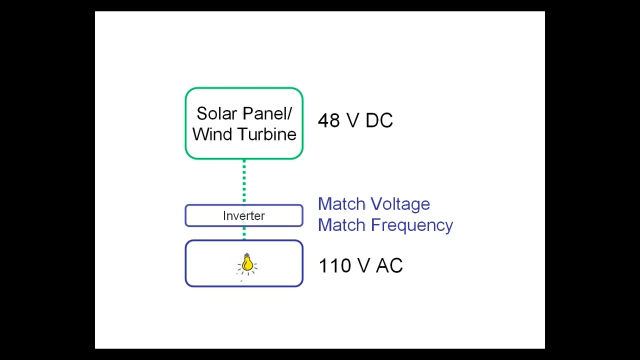 Solar Panel/
Wind Turbine
48 V DC
Inverter
Match Voltage
Match Frequency
110 V AC